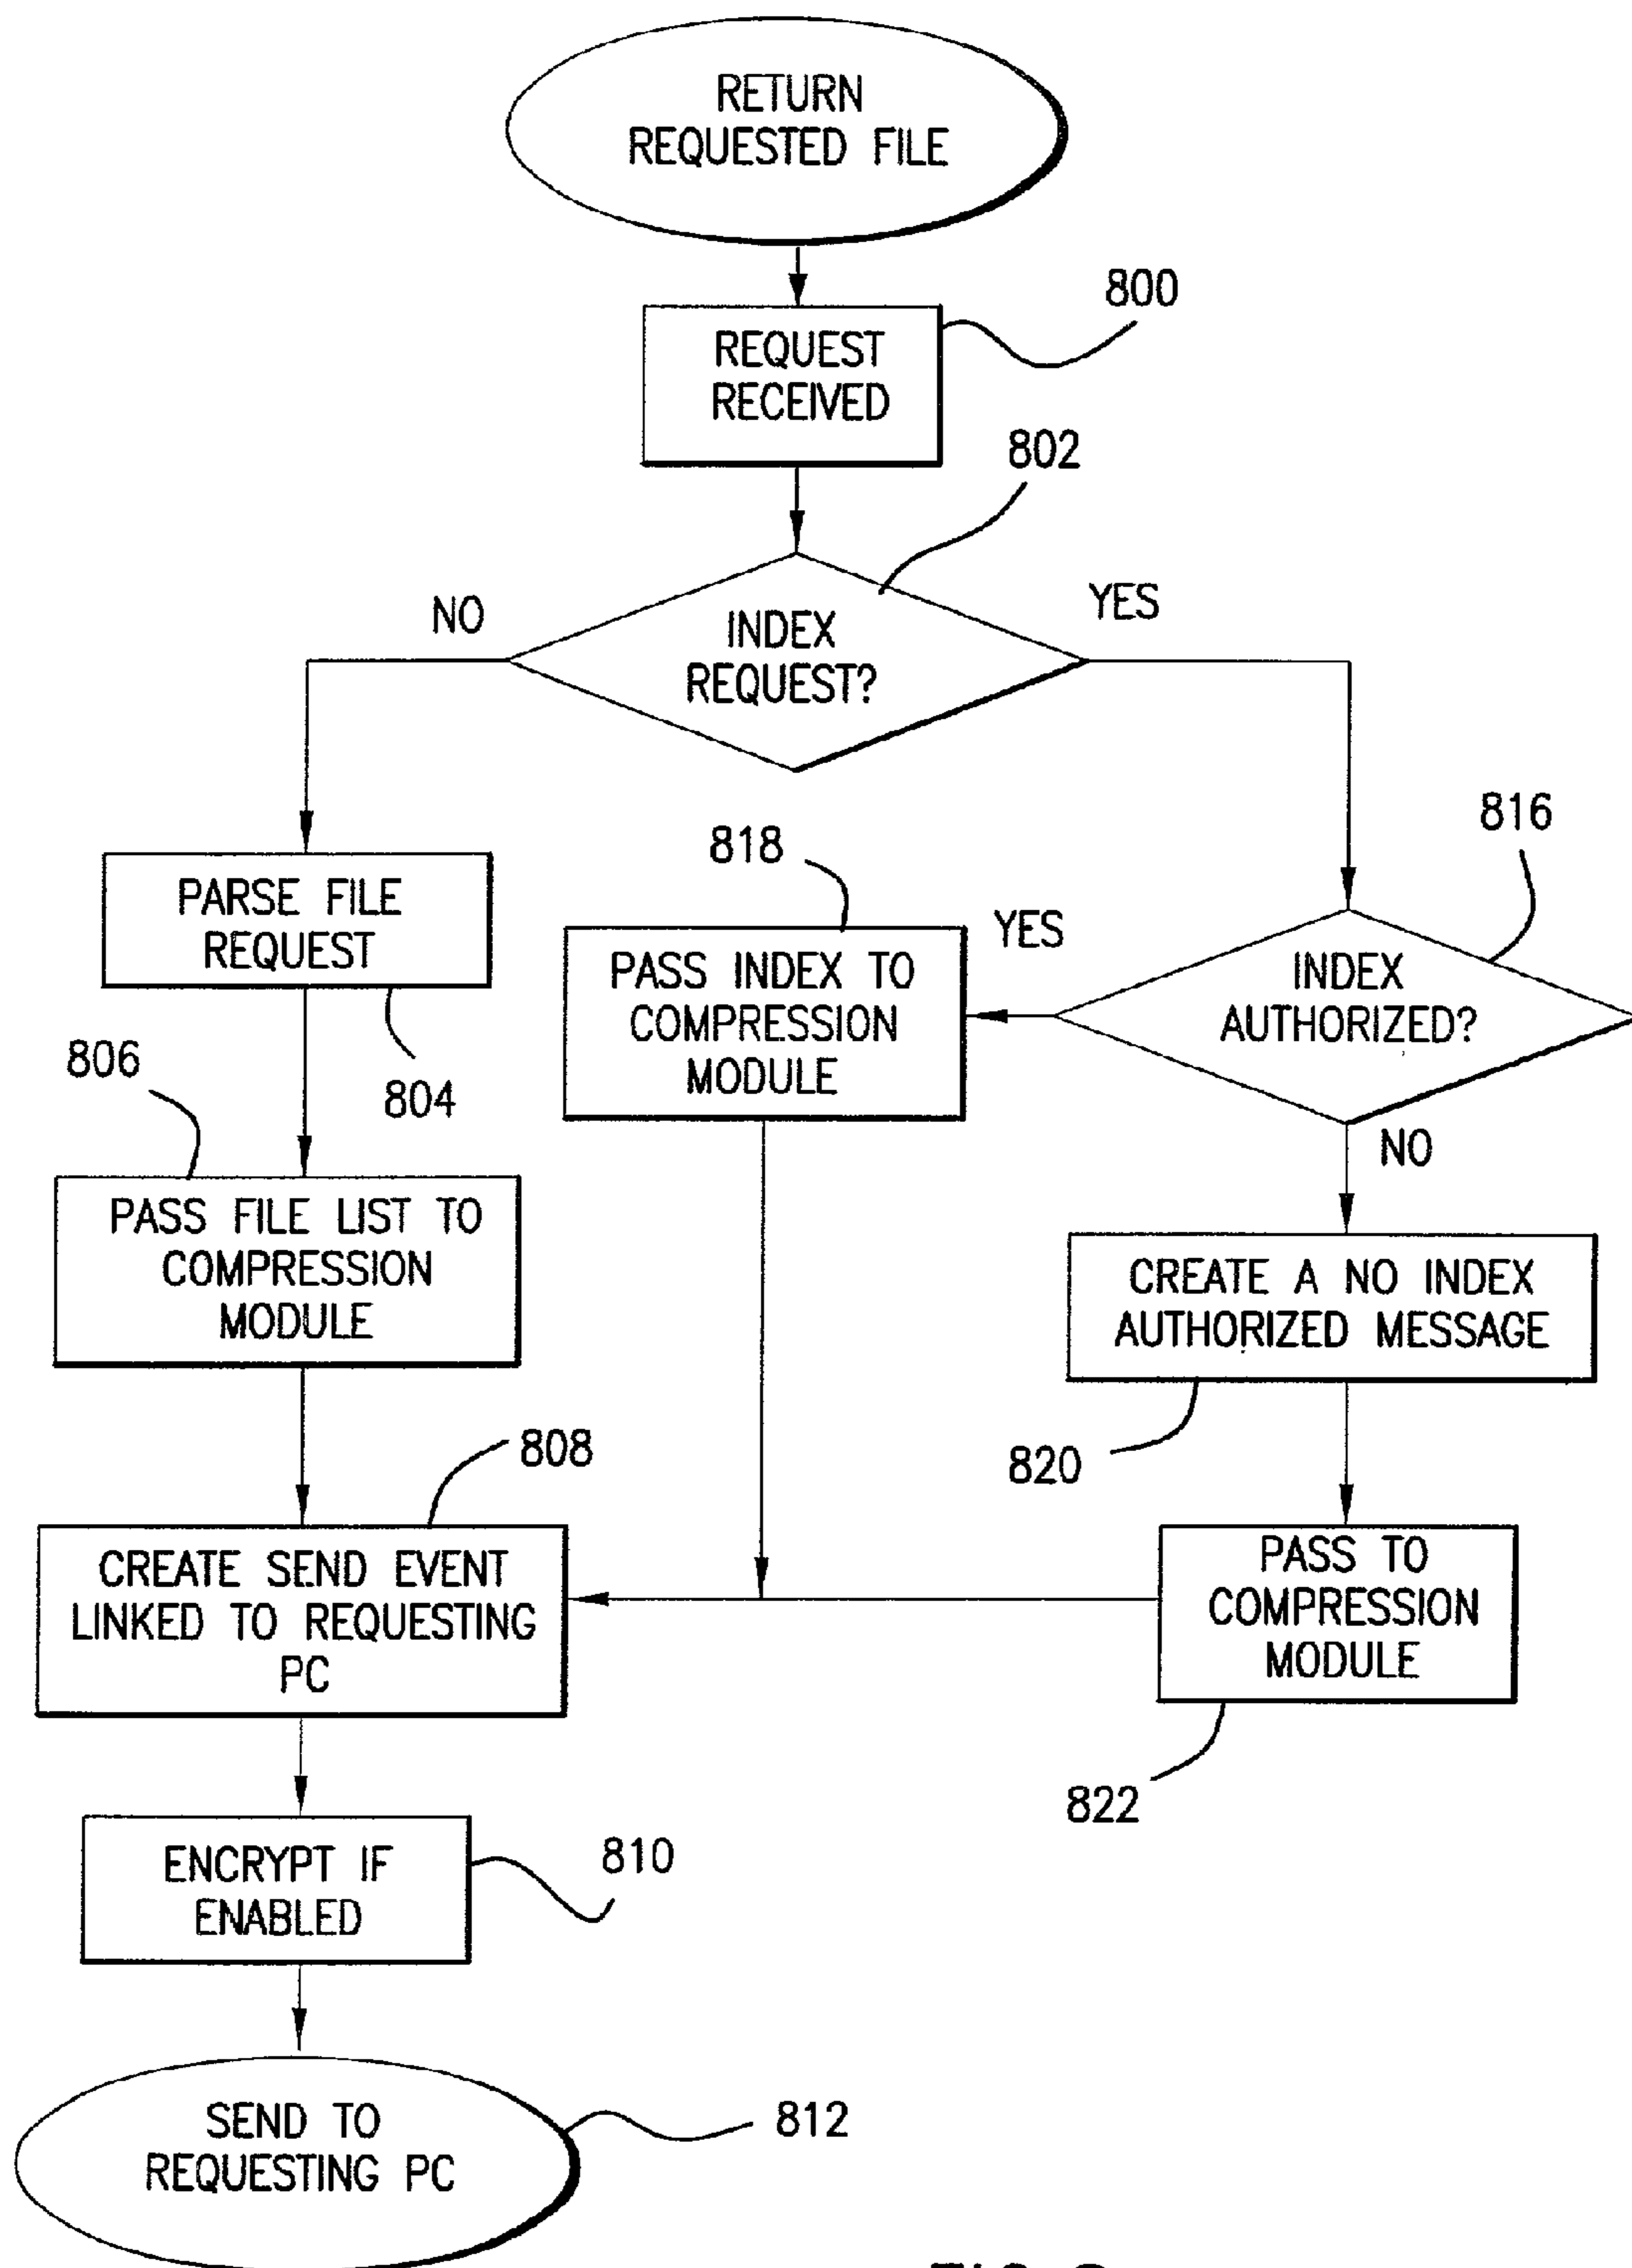 RETURN
REQUESTED FILE
800
REQUEST
RECEIVED
802
NO
YES
INDEX
REQUEST?
816
818
PARSE FILE
REQUEST
YES
PASS INDEX TO
COMPRESSION
MODULE
INDEX
AUTHORIZED?
806
804
NO
PASS FILE LIST TO
COMPRESSION
MODULE
CREATE A NO INDEX
AUTHORIZED MESSAGE
808
820
CREATE SEND EVENT
LINKED TO REQUESTING
PC
PASS TO
COMPRESSION
MODULE
822
ENCRYPT IF
ENABLED
810
SEND TO
REQUESTING PC
812